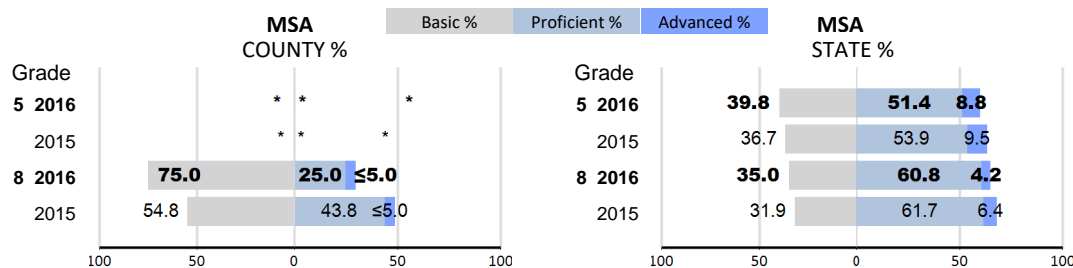 MSA
COUNTY %
Basic % Proficient % Advanced %
MSA
STATE %
Grade
5 2016 * * *
2015 * * *
8 2016 75.0 25.0 ≤5.0
2015 54.8 43.8 ≤5.0
100 50 0 50 100
Grade
5 2016 39.8 51.4 8.8
2015 36.7 53.9 9.5
8 2016 35.0 60.8 4.2
2015 31.9 61.7 6.4
100 50 0 50 100